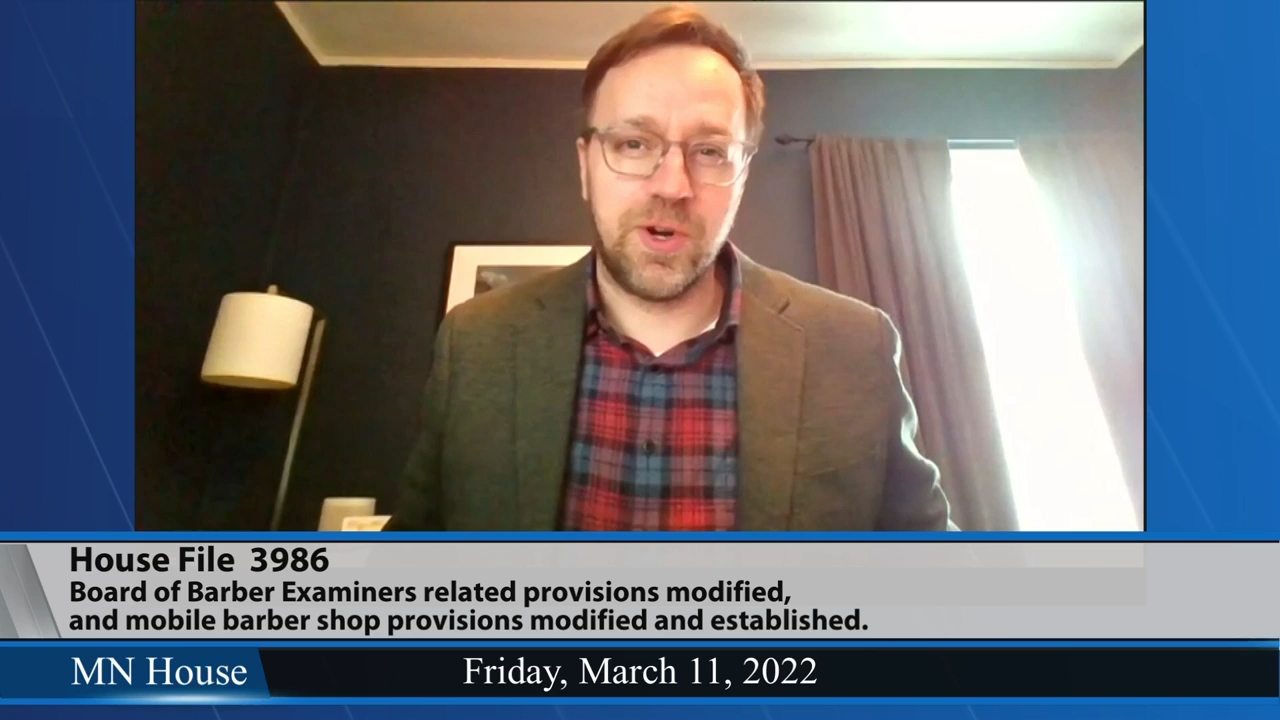 House File 3986
Board of Barber Examiners related provisions modified,
and mobile barber shop provisions modified and established.
MN House
Friday, March 11, 2022